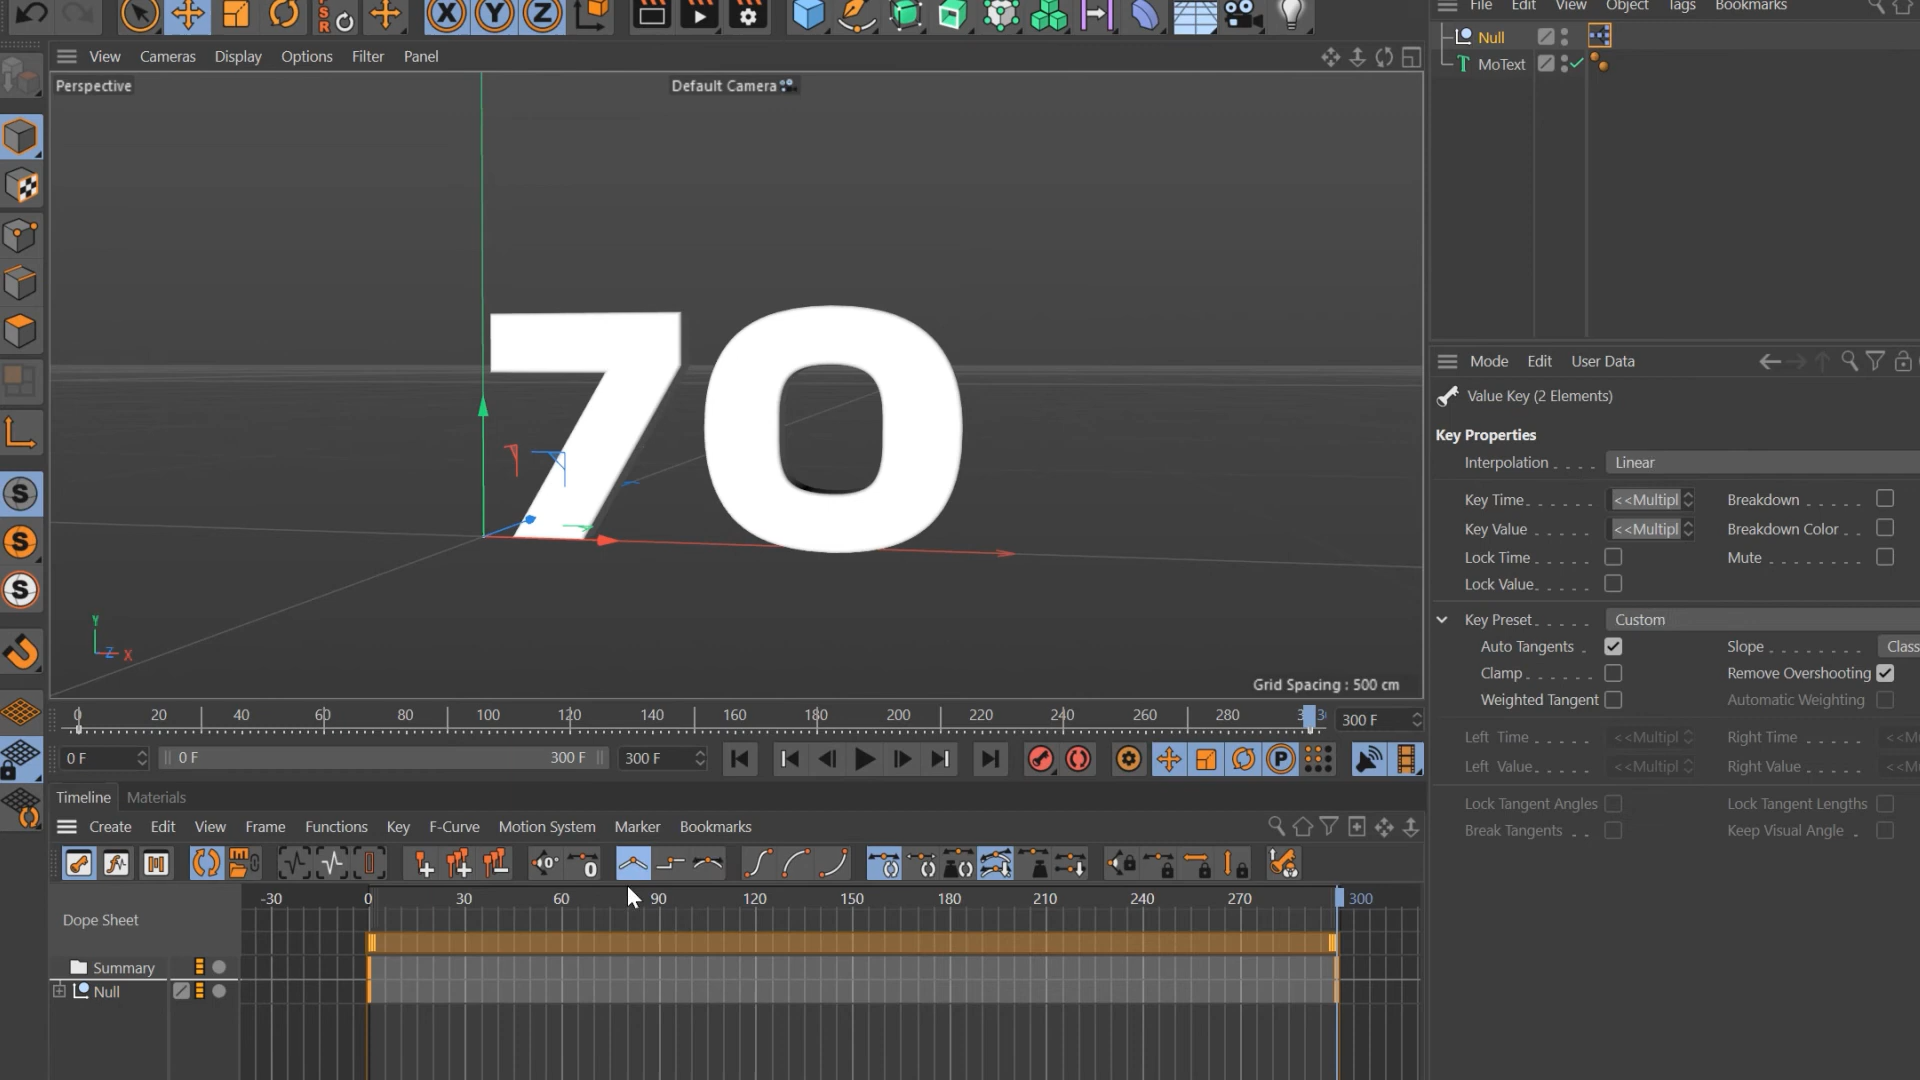 File Edit View Object Tags Bookmarks
S
S
R
X Y Z
View Cameras Display Options Filter Panel
Null
MoText
Perspective
Default Camera
70
Mode Edit User Data
Value Key (2 Elements)
Key Properties
Interpolation Linear
Key Time <<Multipl Breakdown
Key Value <<Multipl Breakdown Color
Lock Time Mute
Lock Value
Key Preset Custom
Auto Tangents Slope Class
Clamp Remove Overshooting
Weighted Tangent Automatic Weighting
Left Time <<Multipl Right Time <<Mu
Left Value <<Multipl Right Value <<Mu
Lock Tangent Angles Lock Tangent Lengths
Break Tangents Keep Visual Angle
S
S
S
Y
Z X
Grid Spacing : 500 cm
0 20 40 60 80 100 120 140 160 180 200 220 240 260 280 300 F
0 F 0 F 300 F 300 F P
Timeline Materials
Create Edit View Frame Functions Key F-Curve Motion System Marker Bookmarks
-30 0 30 60 90 120 150 180 210 240 270 300
Dope Sheet
Summary
Null